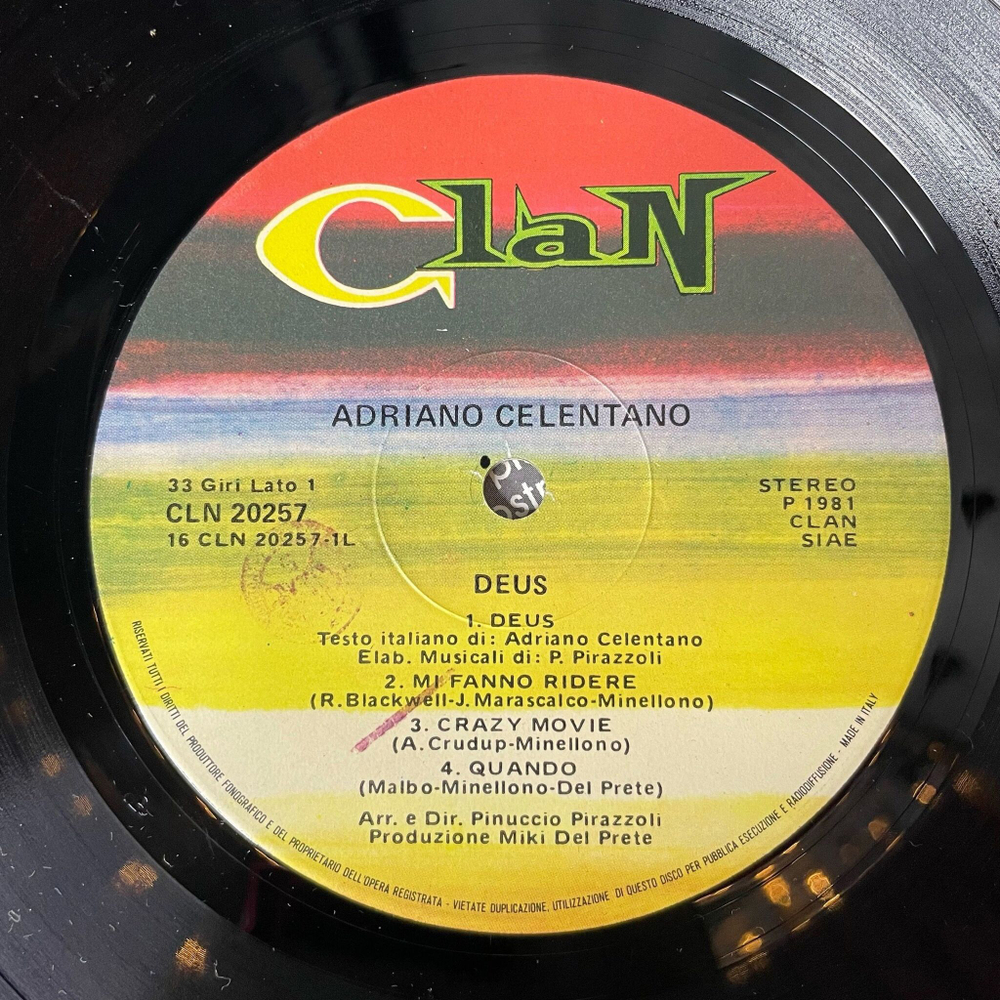 Clan
ADRIANO CELENTANO
33 Giri Lato 1
CLN 20257
16 CLN 20257-1L
STEREO
P 1981
CLAN
SIAE
DEUS
1. DEUS
Testo italiano di: Adriano Celentano
Elab. Musicali di: P. Pirazzoli
2. MI FANNO RIDERE
(R. Blackwell-J. Marascalco-Minellono)
3. CRAZY MOVIE
(A. Crudup-Minellono)
4. QUANDO
(Malbo-Minellono-Del Prete)
Arr. e Dir. Pinuccio Pirazzoli
Produzione Miki Del Prete
RISERVATI TUTTI I DIRITTI DEL PRODUTTORE FONOGRAFICO E DEL PROPRIETARIO DELL'OPERA REGISTRATA - VIETATE DUPLICAZIONE, UTILIZZAZIONE DI QUESTO DISCO PER PUBBLICA ESECUZIONE E RADIODIFFUSIONE - MADE IN ITALY